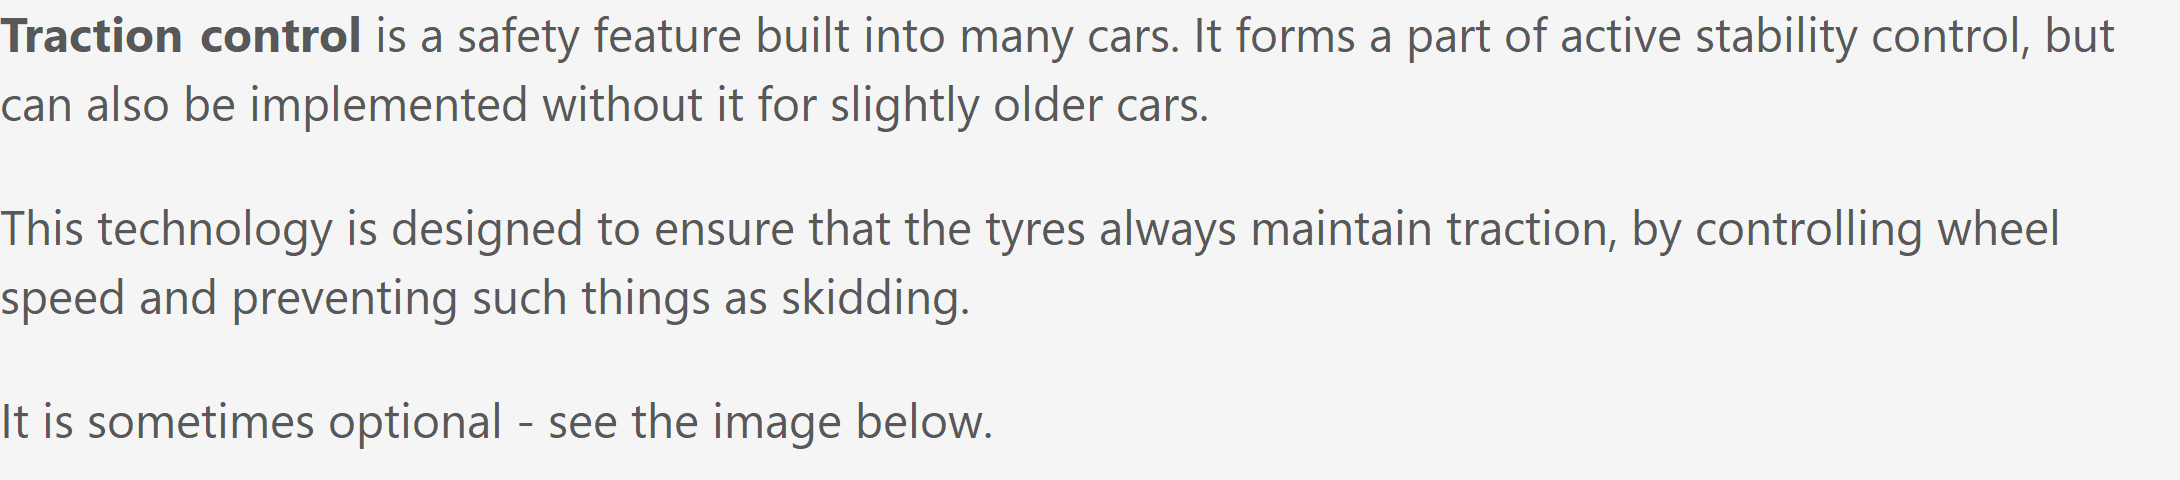 Traction control is a safety feature built into many cars. It forms a part of active stability control, but
can also be implemented without it for slightly older cars.
This technology is designed to ensure that the tyres always maintain traction, by controlling wheel
speed and preventing such things as skidding.
It is sometimes optional - see the image below.